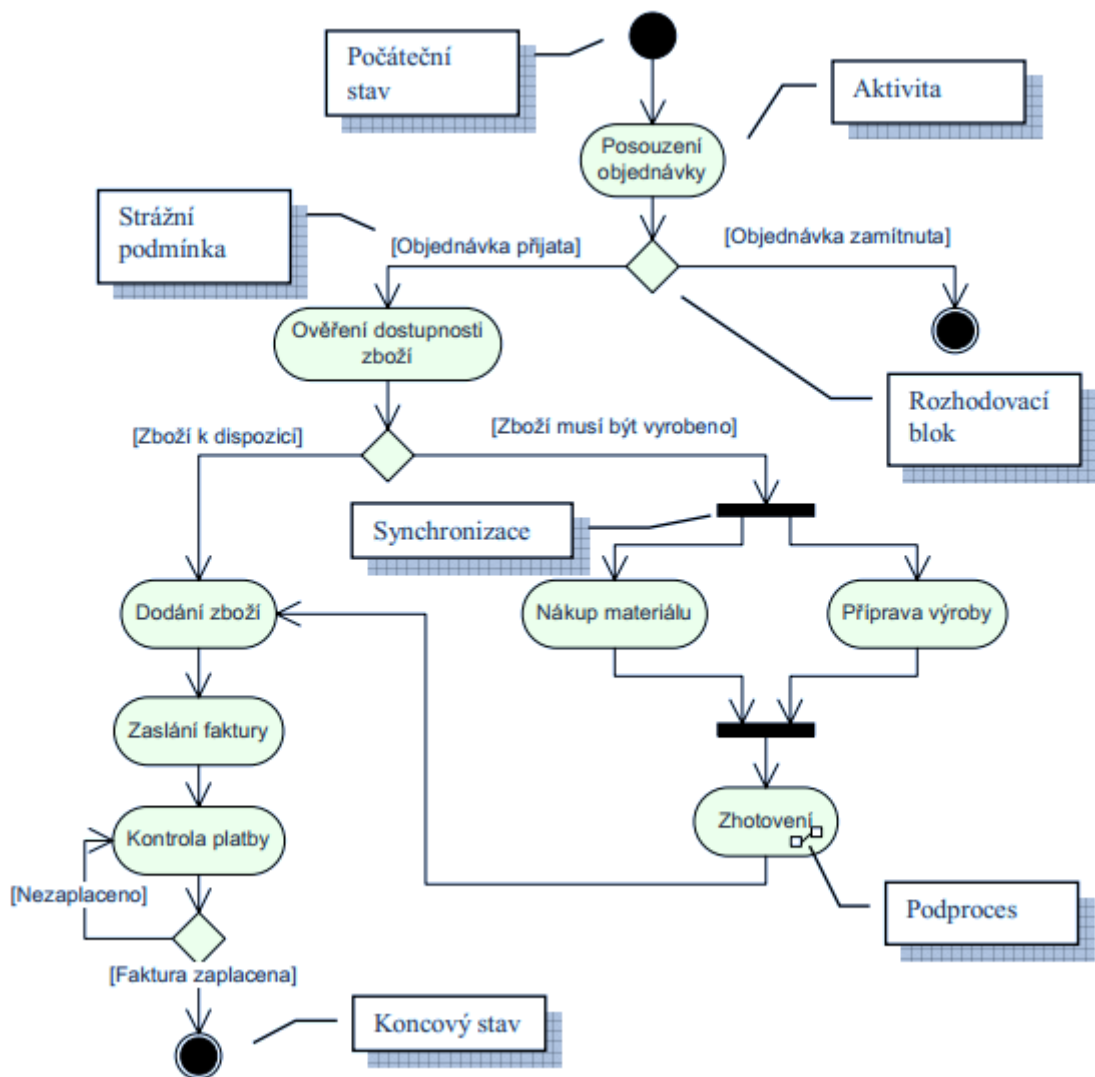 Počáteční
stav
Aktivita
Posouzení
objednávky
Strážní
podmínka
[Objednávka přijata]
[Objednávka zamítnuta]
Ověření dostupnosti
zboží
Rozhodovací
blok
[Zboží k dispozicí]
[Zboží musí být vyrobeno]
Synchronizace
Dodání zboží
Nákup materiálu
Příprava výroby
Zaslání faktury
Zhotovení
Kontrola platby
[Nezaplaceno]
Podproces
[Faktura zaplacena]
Koncový stav